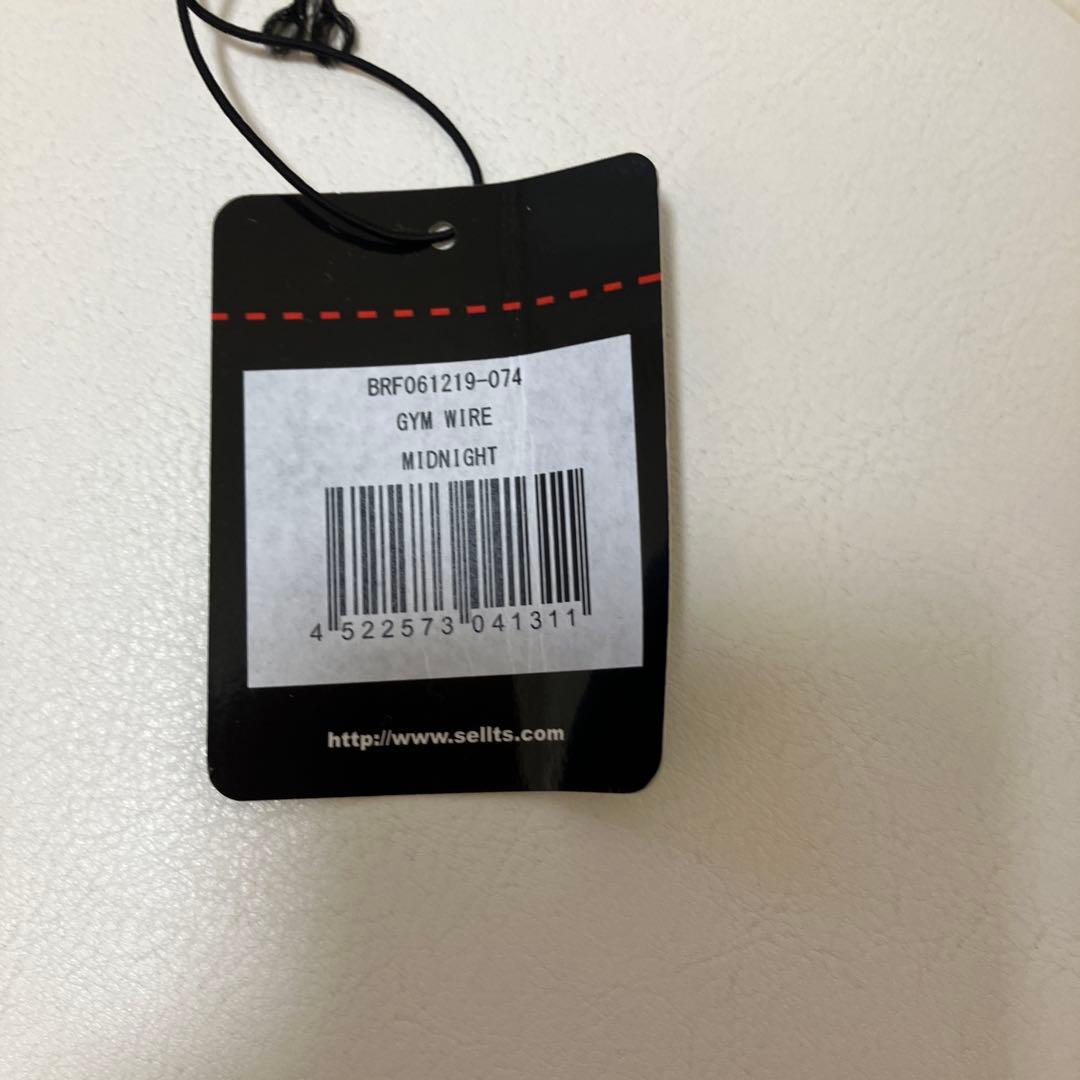 BRF061219-074
GYM WIRE
MIDNIGHT
4 522573 041311
http://www.sellts.com